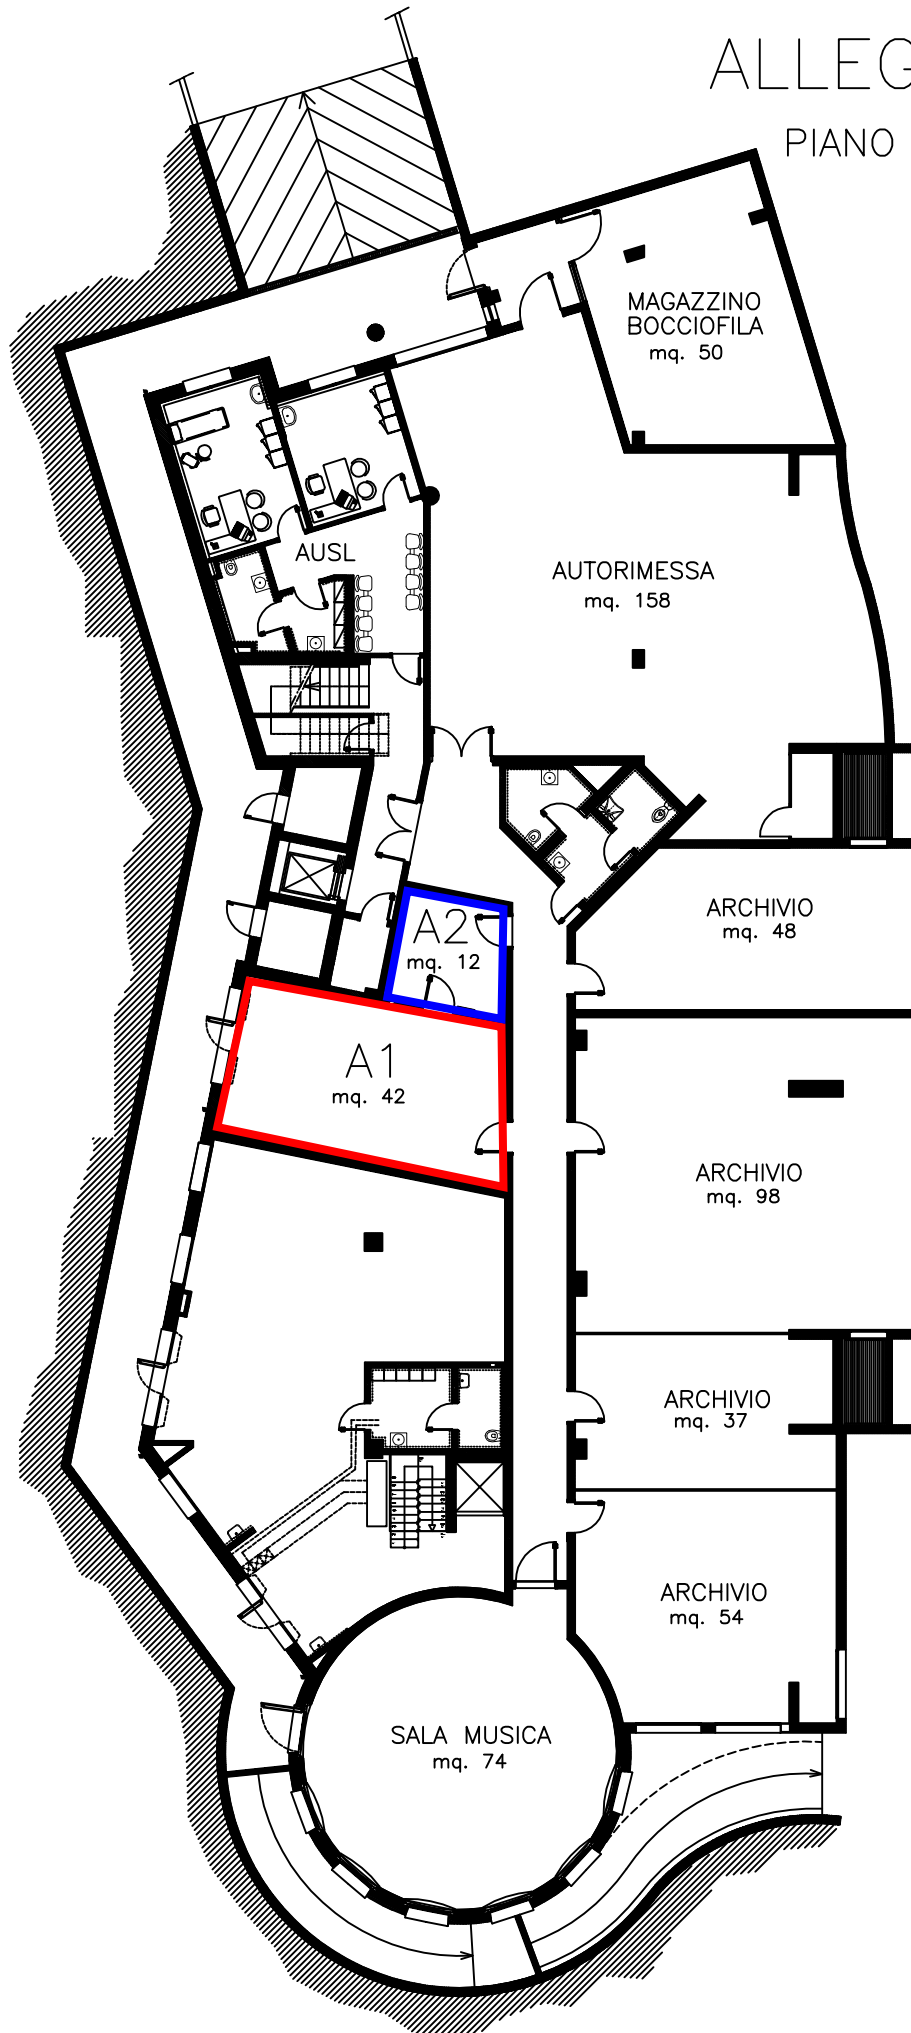 ALLEG
PIANO
MAGAZZINO
BOCCIOFILA
mq. 50
AUSL
AUTORIMESSA
mq. 158
ARCHIVIO
mq. 48
A2
mq. 12
A1
mq. 42
ARCHIVIO
mq. 98
ARCHIVIO
mq. 37
ARCHIVIO
mq. 54
SALA MUSICA
mq. 74